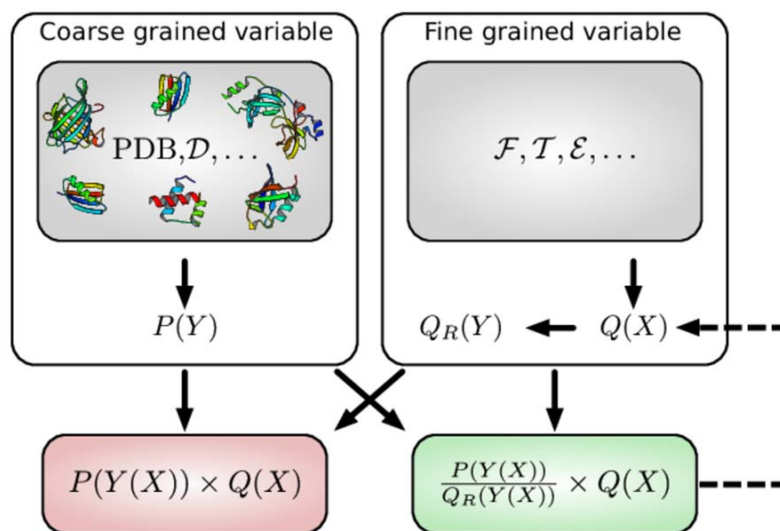 Coarse grained variable
Fine grained variable
PDB, 𝒟, . . .
ℱ, 𝒯, ℰ, . . .
P(Y)
Q_R(Y)
Q(X)
P(Y(X)) × Q(X)
P(Y(X)) / Q_R(Y(X)) × Q(X)